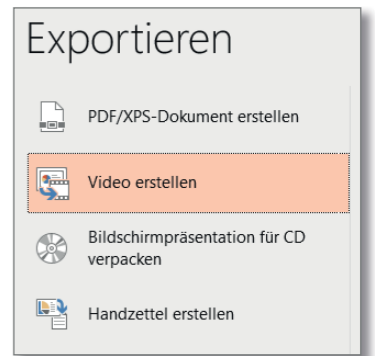 Exportieren
PDF/XPS-Dokument erstellen
Video erstellen
Bildschirmpräsentation für CD
verpacken
Handzettel erstellen